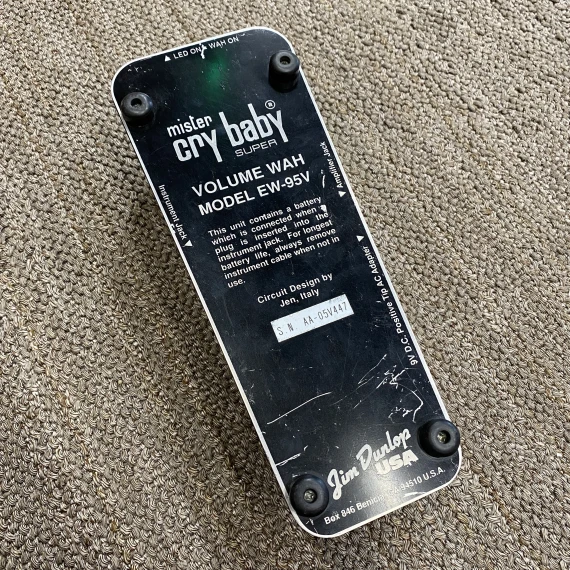 ▲ LED ON ▶ WAH ON
mister
cry baby®
SUPER
VOLUME WAH
MODEL EW-95V
Instrument Jack ▼
▼ Amplifier Jack
This unit contains a battery
which is connected when a
plug is inserted into the
instrument jack. For longest
battery life, always remove
instrument cable when not in
use.
Circuit Design by
Jen, Italy
9V D.C. Positive Tip AC Adapter ▶
S.N. AA-05V447
Jim Dunlop
USA
Box 846 94510 U.S.A.